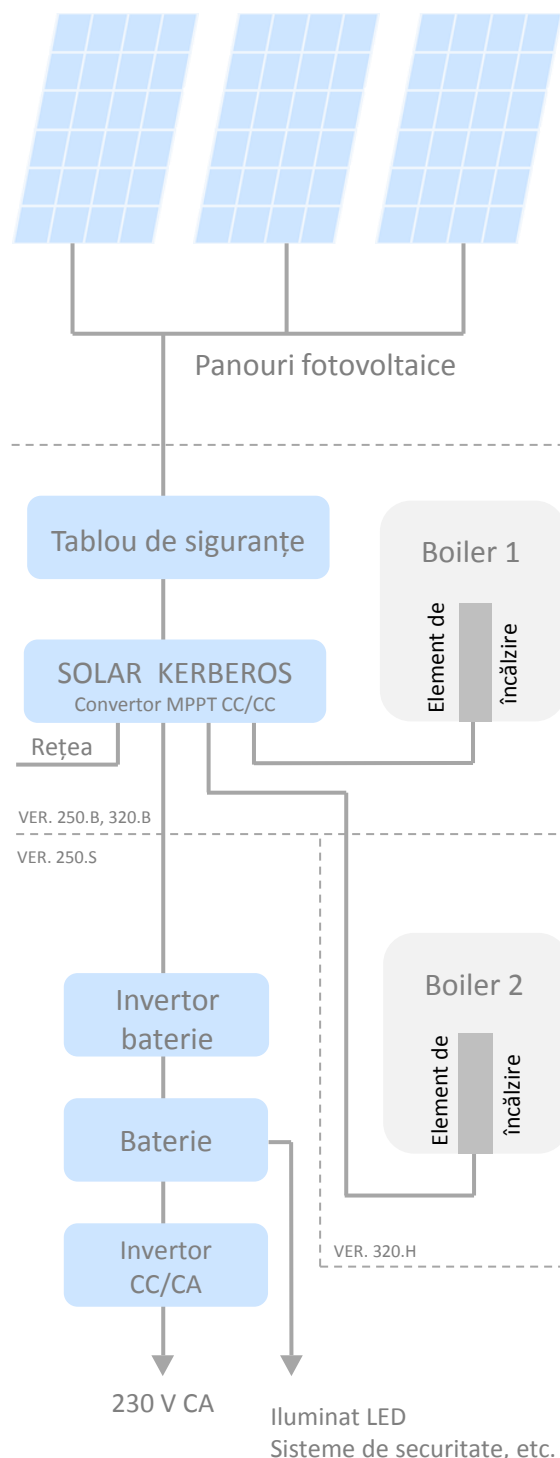 Panouri fotovoltaice
Tablou de siguranțe
Boiler 1
Element de
încălzire
SOLAR KERBEROS
Convertor MPPT CC/CC
Rețea
VER. 250.B, 320.B
VER. 250.S
Invertor
baterie
Boiler 2
Element de
încălzire
Baterie
Invertor
CC/CA
VER. 320.H
230 V CA
Iluminat LED
Sisteme de securitate, etc.